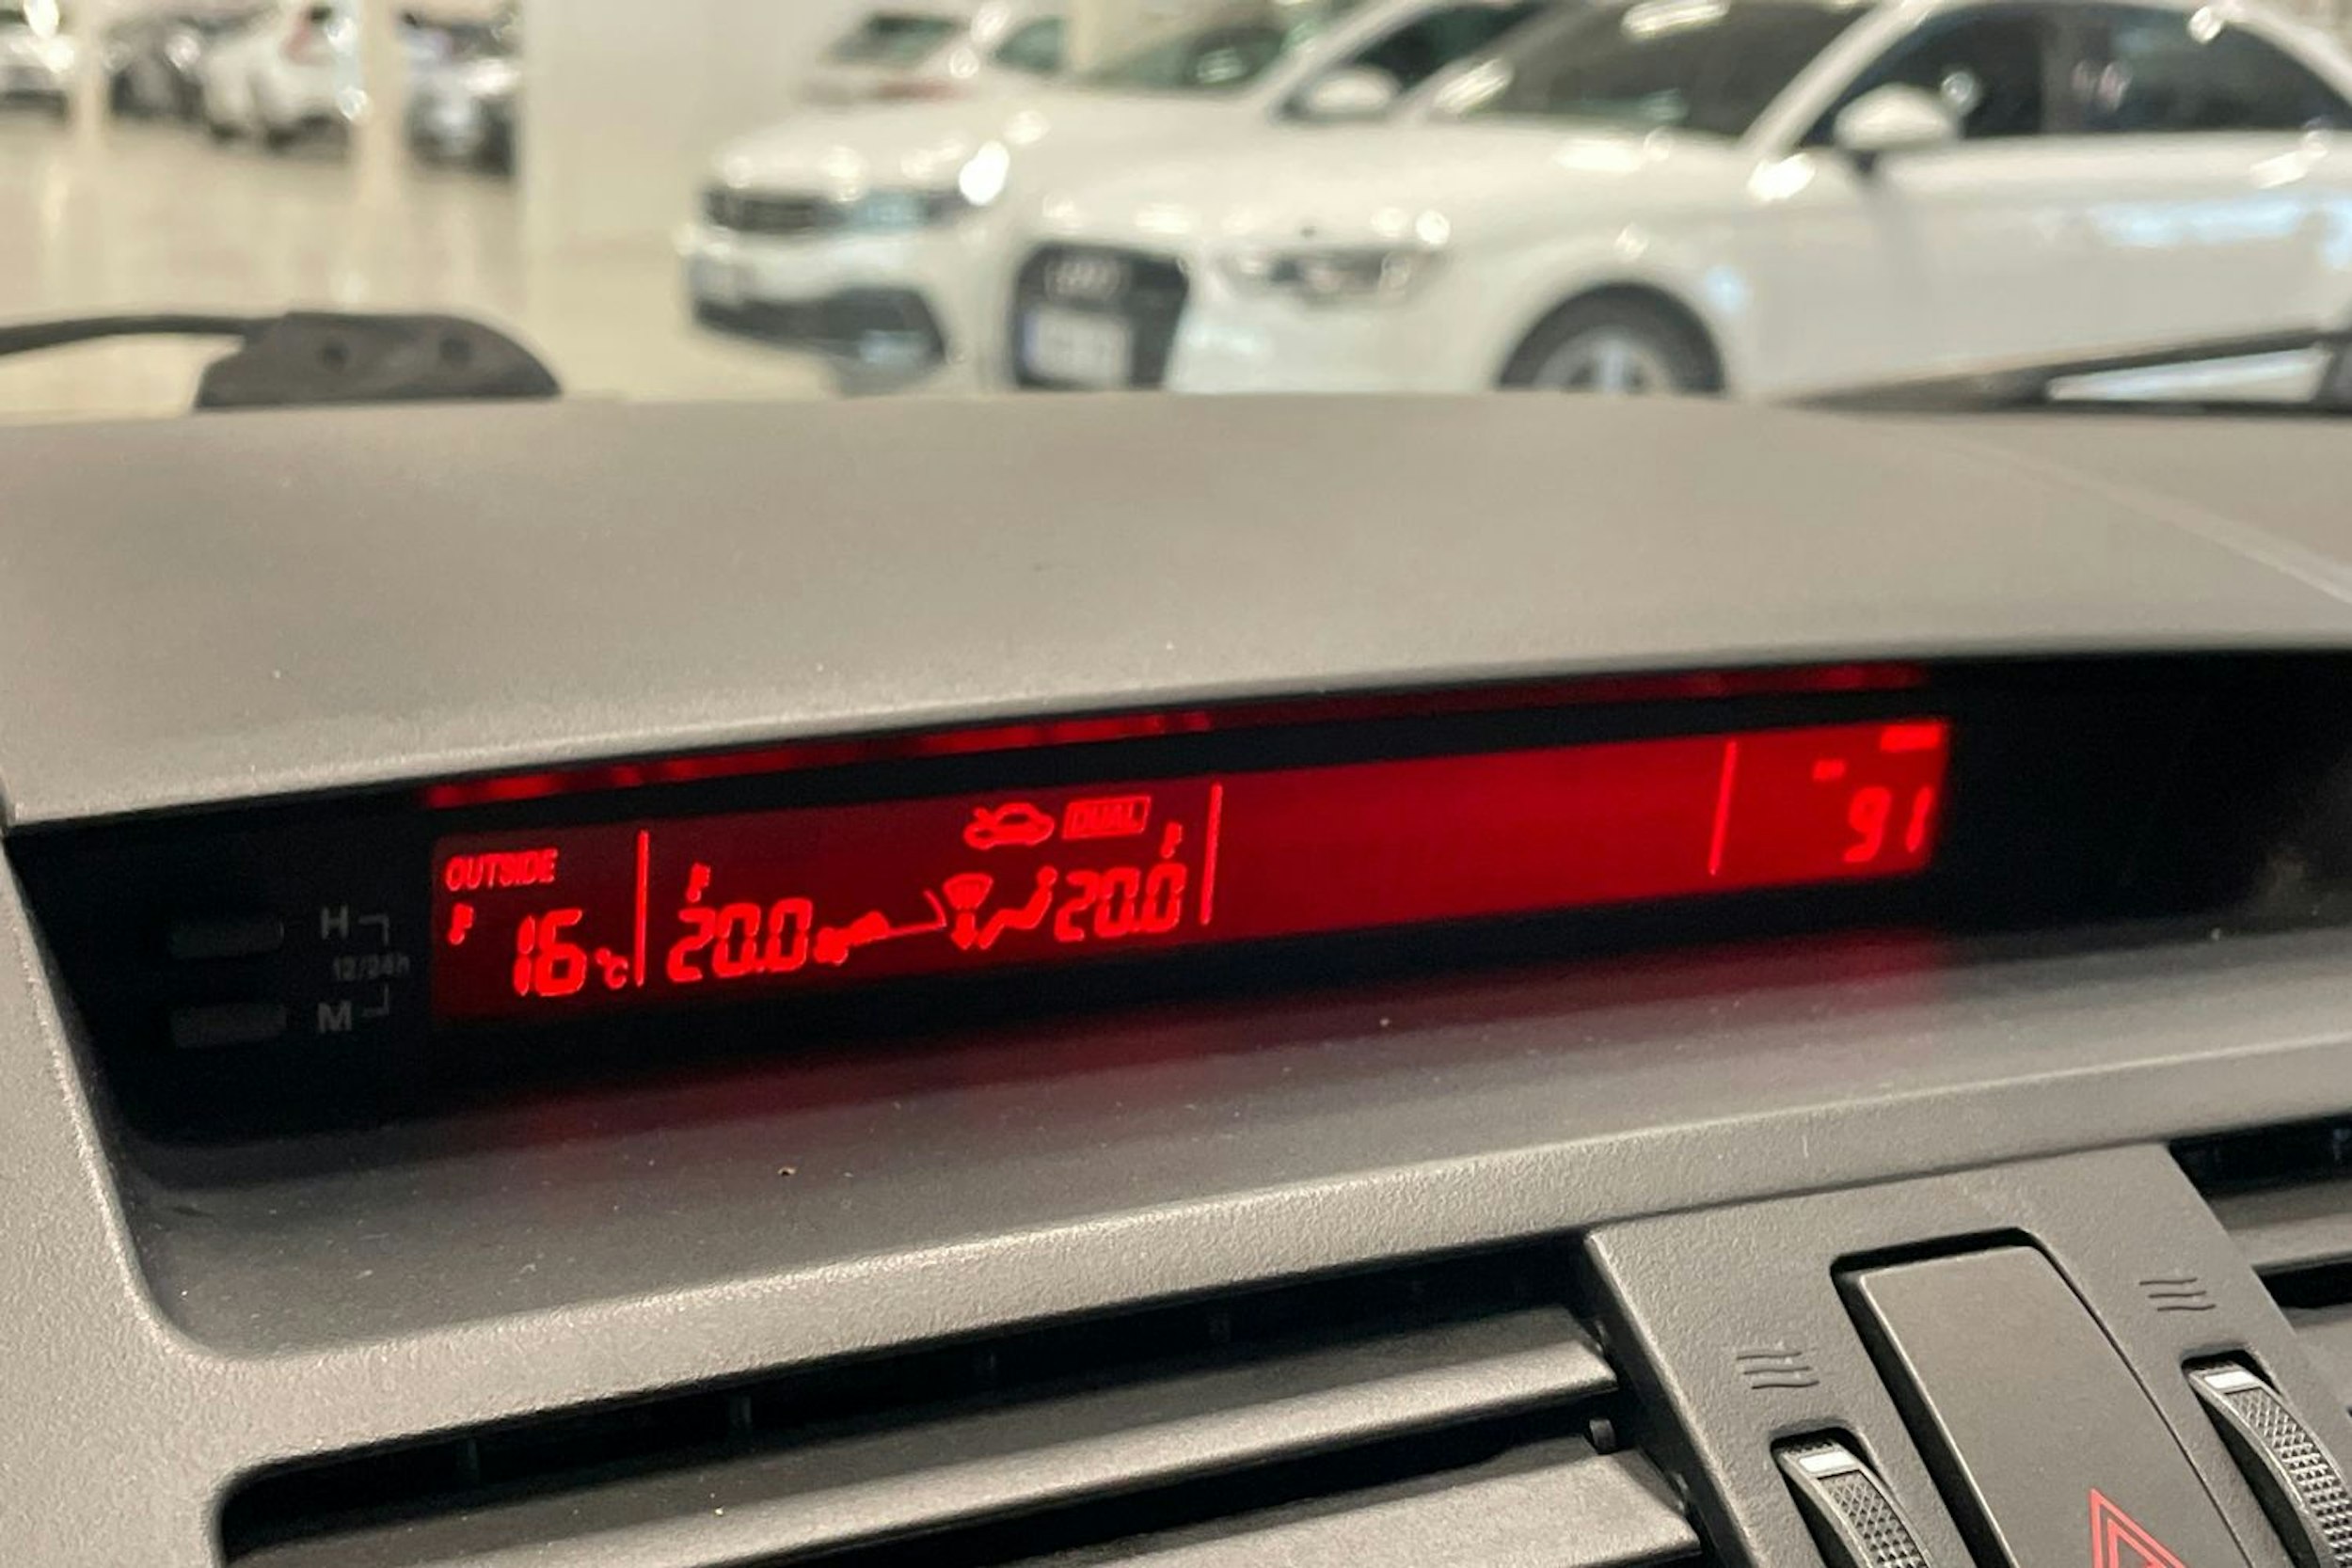 OUTSIDE
16°C
DUAL
20.0
20.0
91
H
12/24h
M